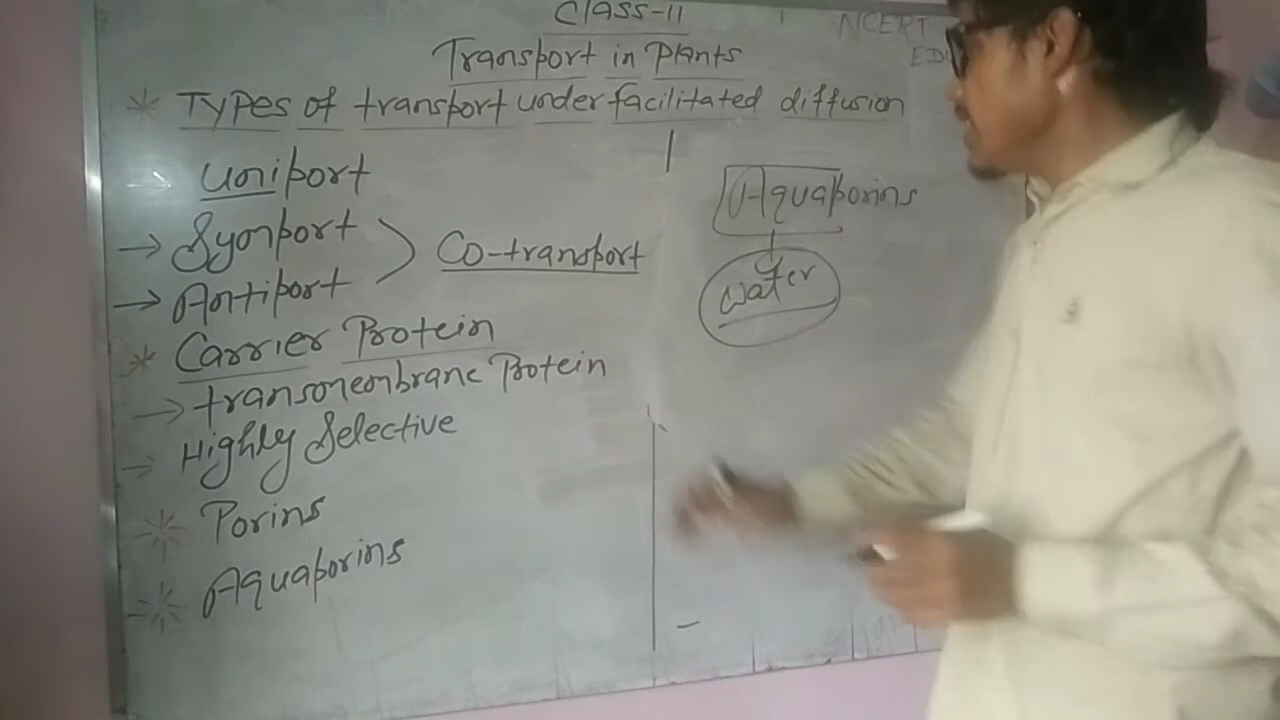 Class-11
Transport in Plants
* Types of transport under facilitated diffusion
Uniport
→ Symport
→ Antiport
Co-transport
* Carrier Protein
→ transmembrane Protein
→ Highly Selective
* Porins
* Aquaporins
NCERT
Aquaporins
water